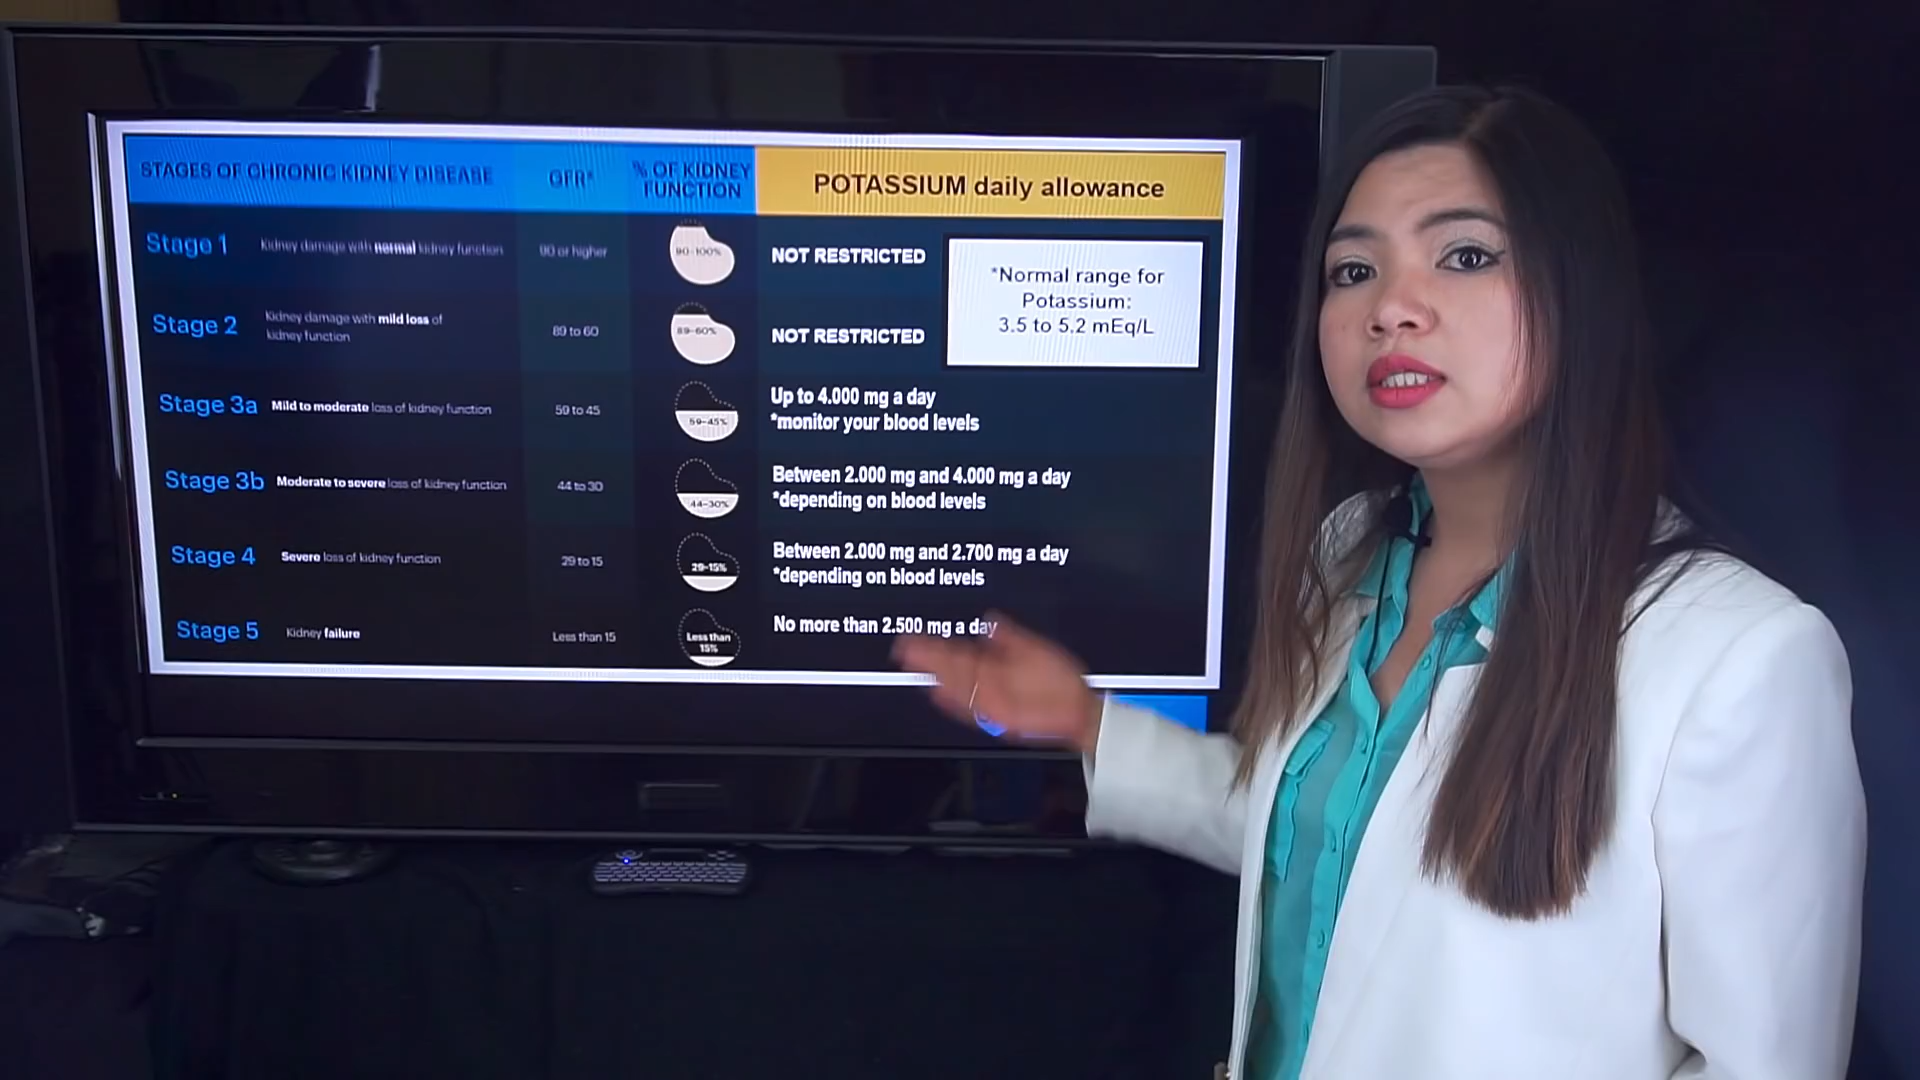 STAGES OF CHRONIC KIDNEY DISEASE
GFR*
% OF KIDNEY
FUNCTION
POTASSIUM daily allowance
Stage 1
Kidney damage with normal kidney function
90 or higher
90-100%
NOT RESTRICTED
*Normal range for
Potassium:
3.5 to 5.2 mEq/L
Stage 2
Kidney damage with mild loss of
kidney function
89 to 60
89-60%
NOT RESTRICTED
Stage 3a
Mild to moderate loss of kidney function
59 to 45
59-45%
Up to 4.000 mg a day
*monitor your blood levels
Stage 3b
Moderate to severe loss of kidney function
44 to 30
44-30%
Between 2.000 mg and 4.000 mg a day
*depending on blood levels
Stage 4
Severe loss of kidney function
29 to 15
29-15%
Between 2.000 mg and 2.700 mg a day
*depending on blood levels
Stage 5
Kidney failure
Less than 15
Less than
15%
No more than 2.500 mg a day